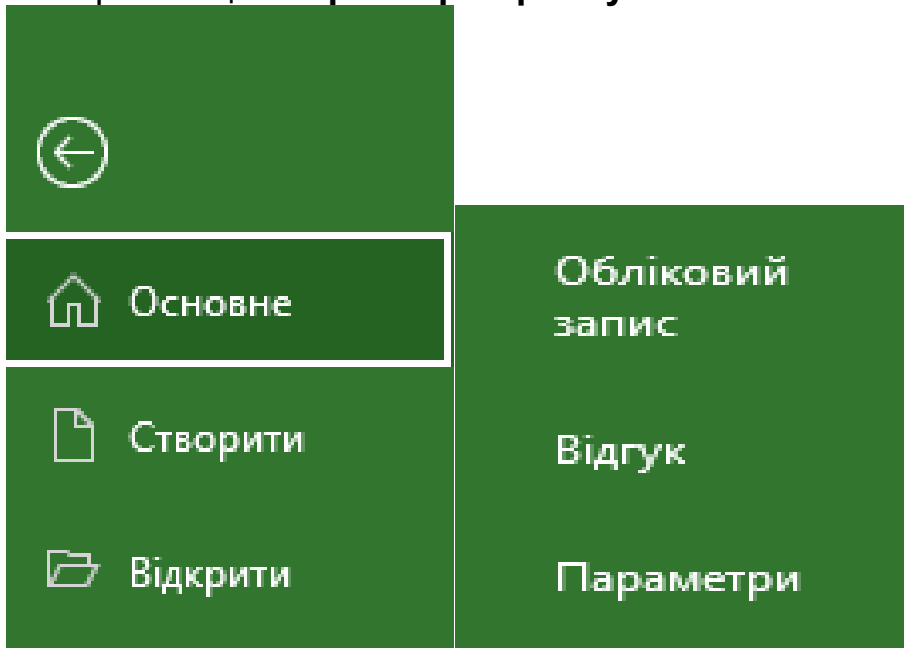 Основне
Створити
Відкрити
Обліковий
запис
Відгук
Параметри